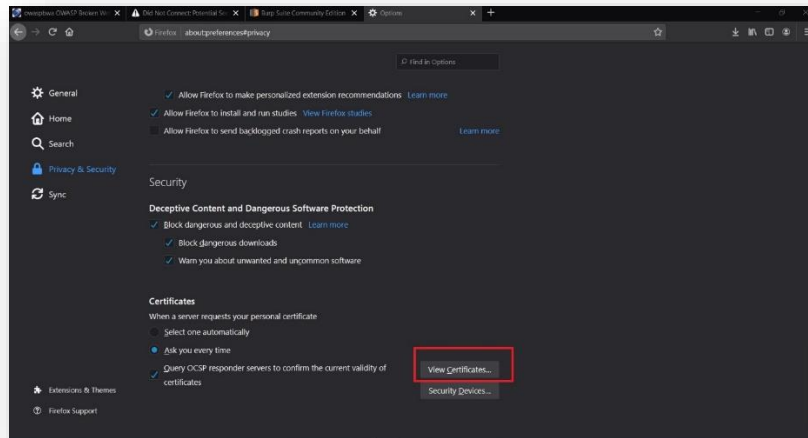 owaspbwa OWASP Broken We
Did Not Connect: Potential Se
Burp Suite Community Edition
Options
Firefox about:preferences#privacy
Find in Options
General
Home
Search
Privacy & Security
Sync
Allow Firefox to make personalized extension recommendations Learn more
Allow Firefox to install and run studies View Firefox studies
Allow Firefox to send backlogged crash reports on your behalf Learn more
Security
Deceptive Content and Dangerous Software Protection
Block dangerous and deceptive content Learn more
Block dangerous downloads
Warn you about unwanted and uncommon software
Certificates
When a server requests your personal certificate
Select one automatically
Ask you every time
Query OCSP responder servers to confirm the current validity of
certificates
View Certificates...
Security Devices...
Extensions & Themes
Firefox Support